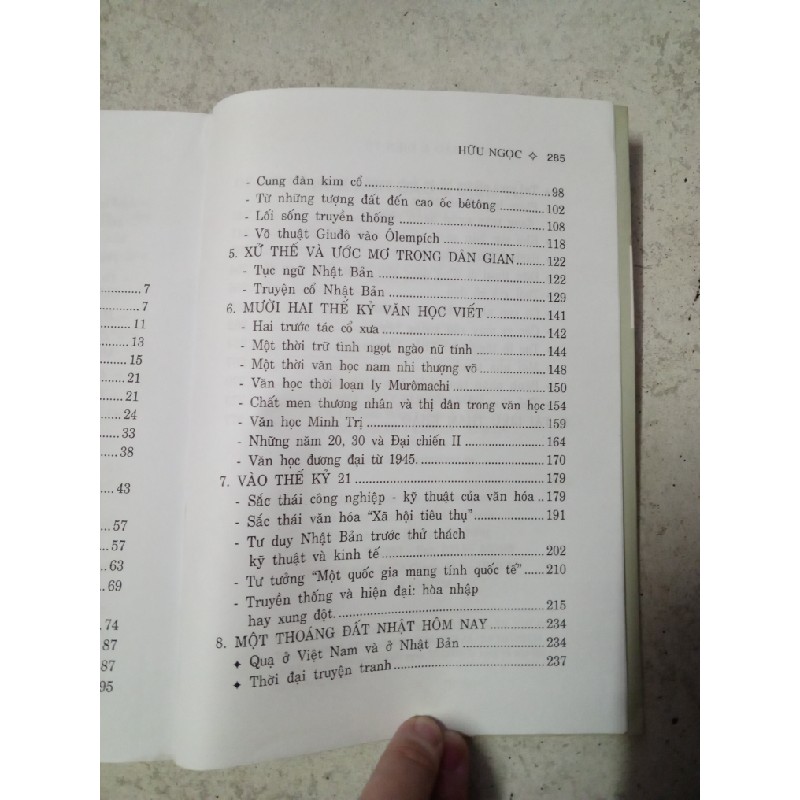 7
7
11
13
15
21
21
24
33
38
43
57
57
63
69
74
87
87
95
HỮU NGỌC ✧ 285
- Cung đàn kim cổ 98
- Từ những tượng đất đến cao ốc bêtông 102
- Lối sống truyền thống 108
- Võ thuật Giuđô vào Ôlempích 118
5. XỬ THẾ VÀ ƯỚC MƠ TRONG DÂN GIAN 122
- Tục ngữ Nhật Bản 122
- Truyện cổ Nhật Bản 129
6. MƯỜI HAI THẾ KỶ VĂN HỌC VIẾT 141
- Hai trước tác cổ xưa 142
- Một thời trữ tình ngọt ngào nữ tính 144
- Một thời văn học nam nhi thượng võ 148
- Văn học thời loạn ly Murômachi 150
- Chất men thương nhân và thị dân trong văn học 154
- Văn học Minh Trị 159
- Những năm 20, 30 và Đại chiến II 164
- Văn học đương đại từ 1945. 170
7. VÀO THẾ KỶ 21 179
- Sắc thái công nghiệp - kỹ thuật của văn hóa 179
- Sắc thái văn hóa “Xã hội tiêu thụ” 191
- Tư duy Nhật Bản trước thử thách
kỹ thuật và kinh tế 202
- Tư tưởng “Một quốc gia mang tính quốc tế” 210
- Truyền thống và hiện đại: hòa nhập
hay xung đột. 215
8. MỘT THOÁNG ĐẤT NHẬT HÔM NAY 234
✦ Quạ ở Việt Nam và ở Nhật Bản 234
✦ Thời đại truyện tranh 237